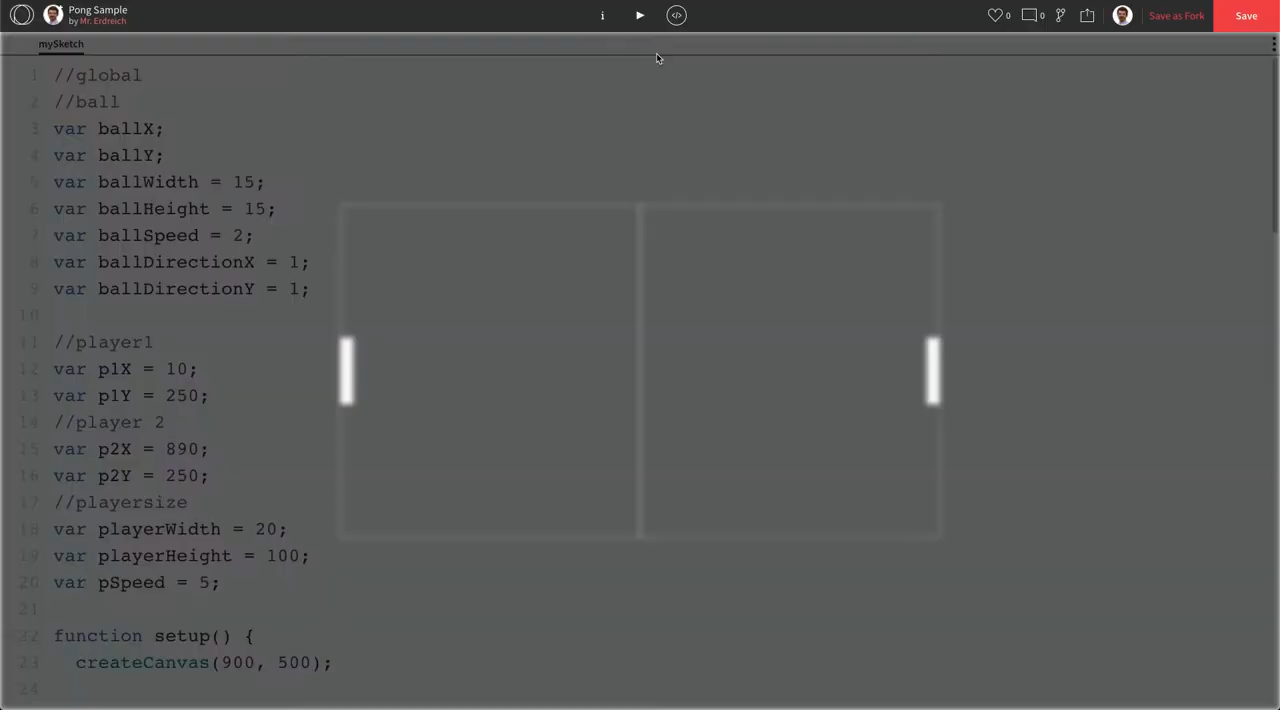 Pong Sample
by Mr. Erdreich
i
</>
0
0
Save as Fork
Save
mySketch
1 //global
2 //ball
3 var ballX;
4 var ballY;
5 var ballWidth = 15;
6 var ballHeight = 15;
7 var ballSpeed = 2;
8 var ballDirectionX = 1;
9 var ballDirectionY = 1;
10
11 //player1
12 var p1X = 10;
13 var p1Y = 250;
14 //player 2
15 var p2X = 890;
16 var p2Y = 250;
17 //playersize
18 var playerWidth = 20;
19 var playerHeight = 100;
20 var pSpeed = 5;
21
22 function setup() {
23 createCanvas(900, 500);
24